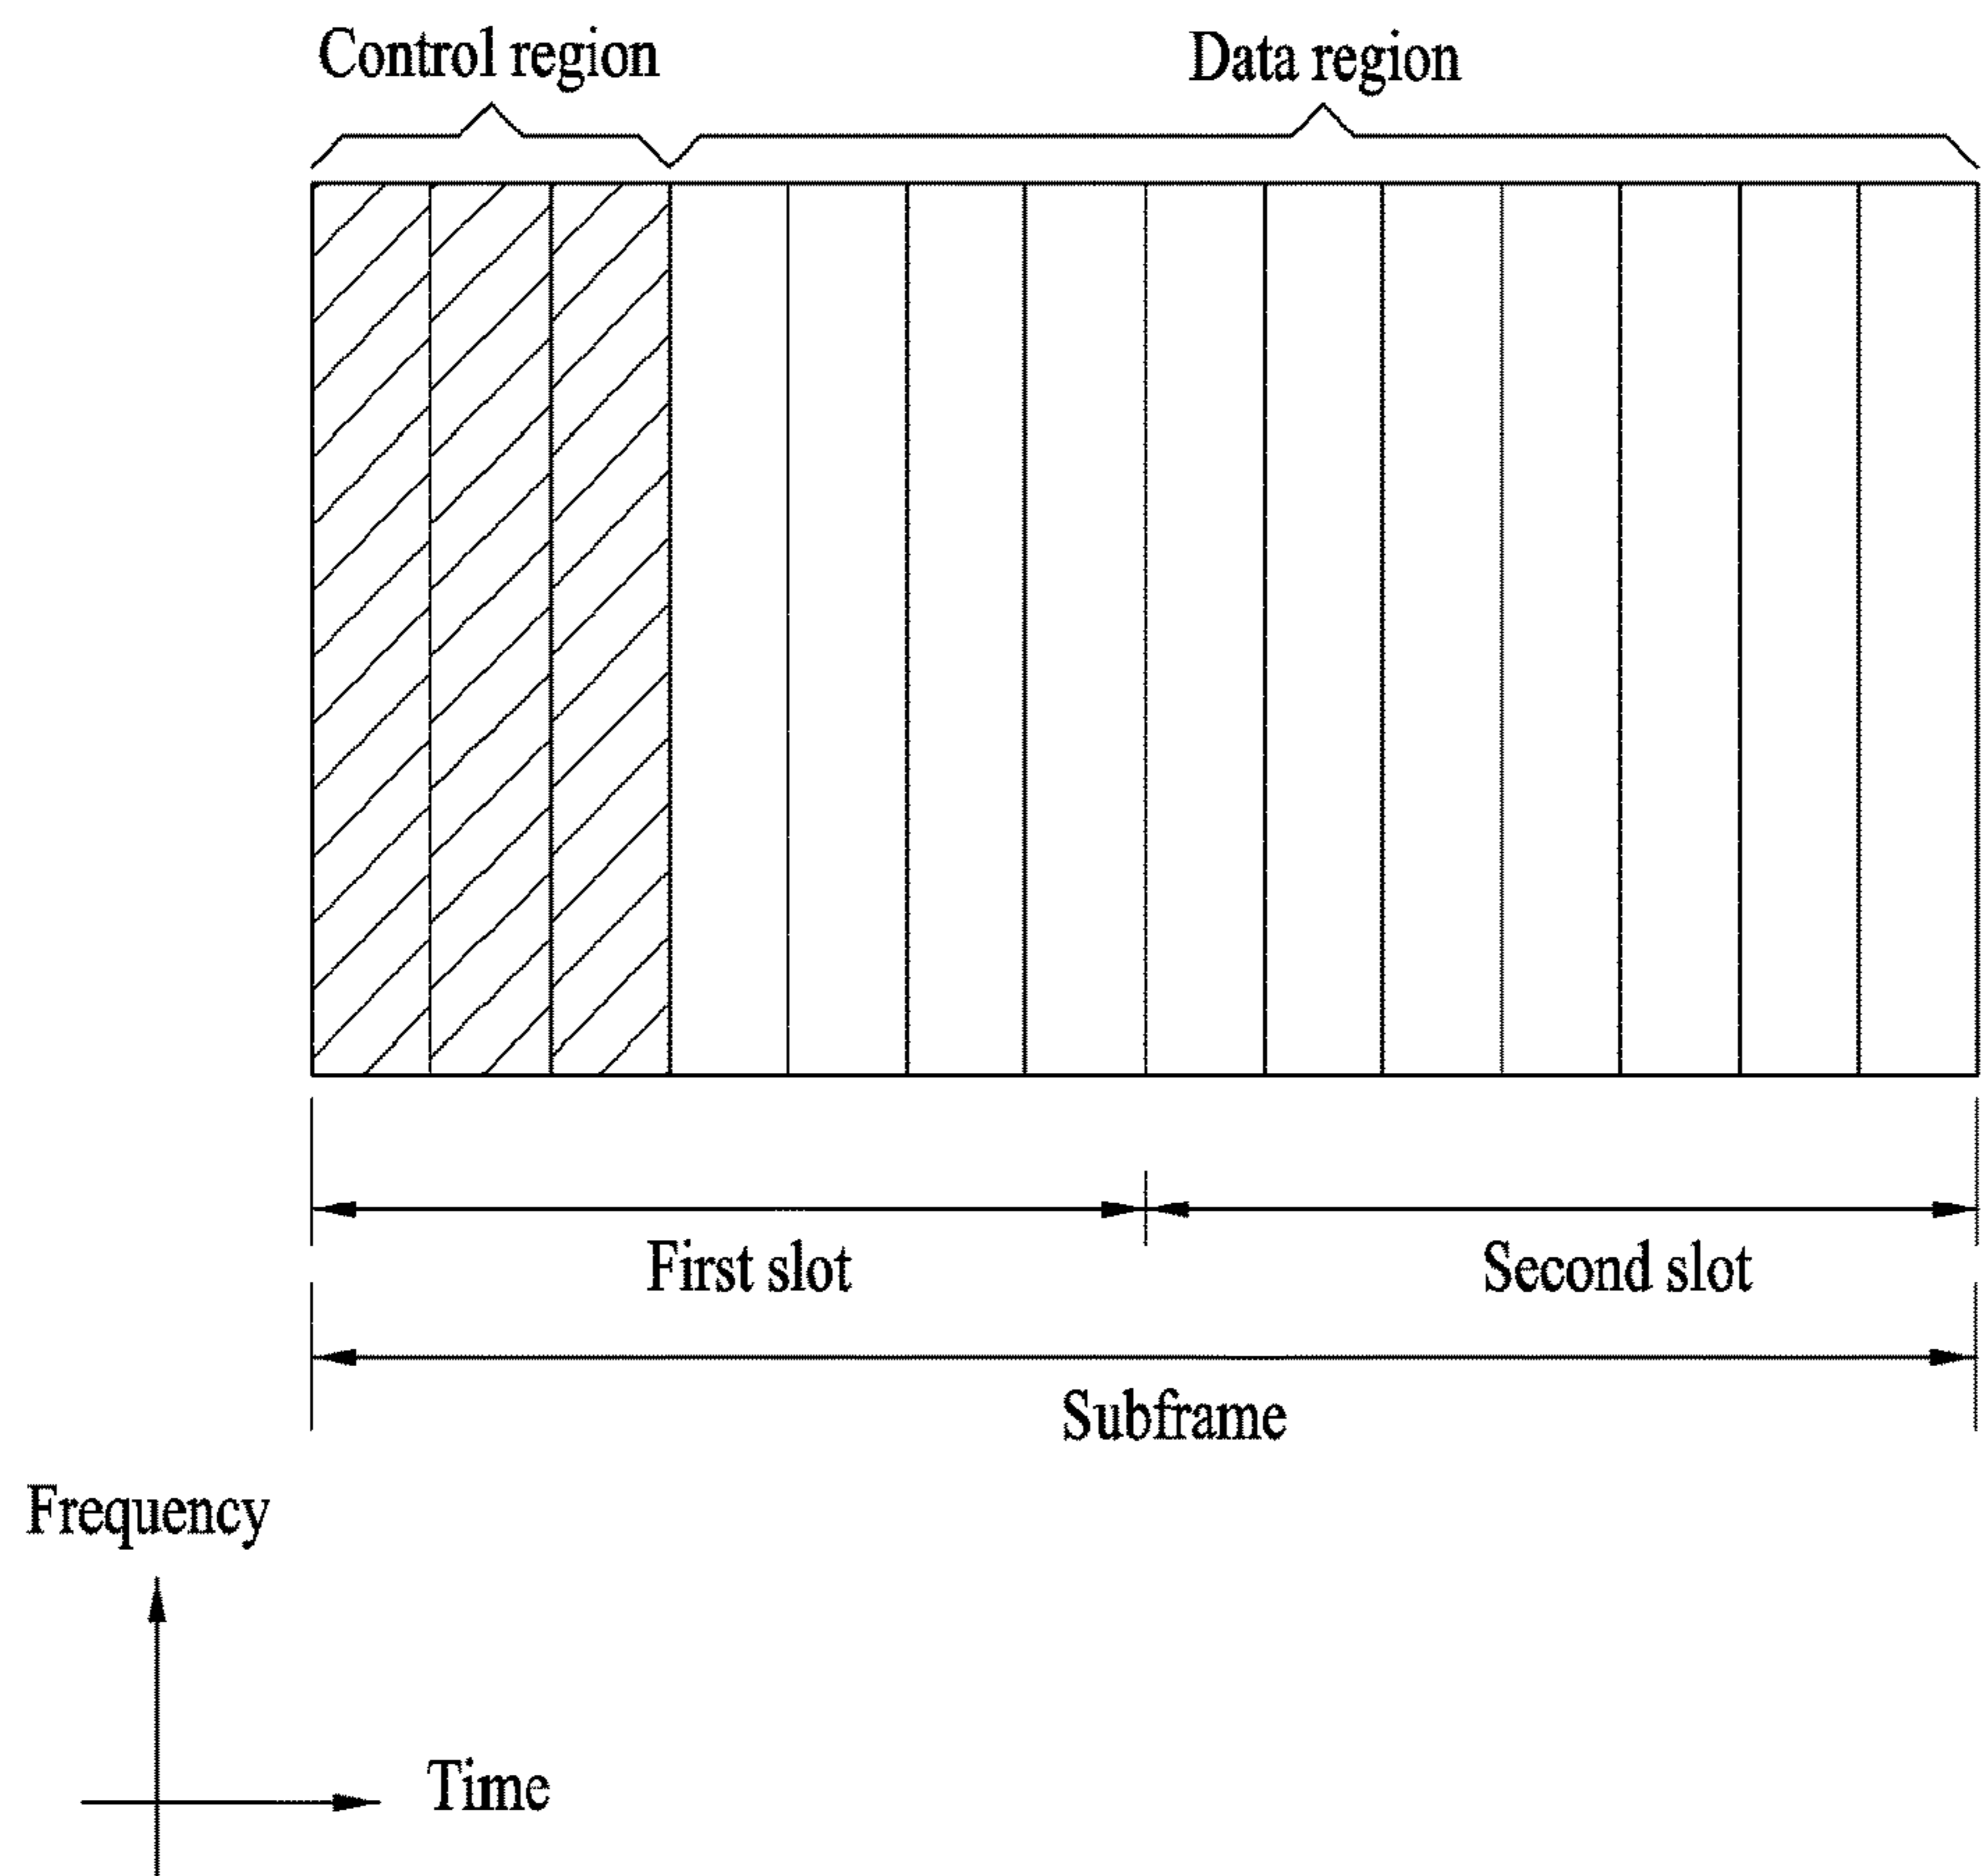 Control region
Data region
First slot
Second slot
Subframe
Frequency
Time